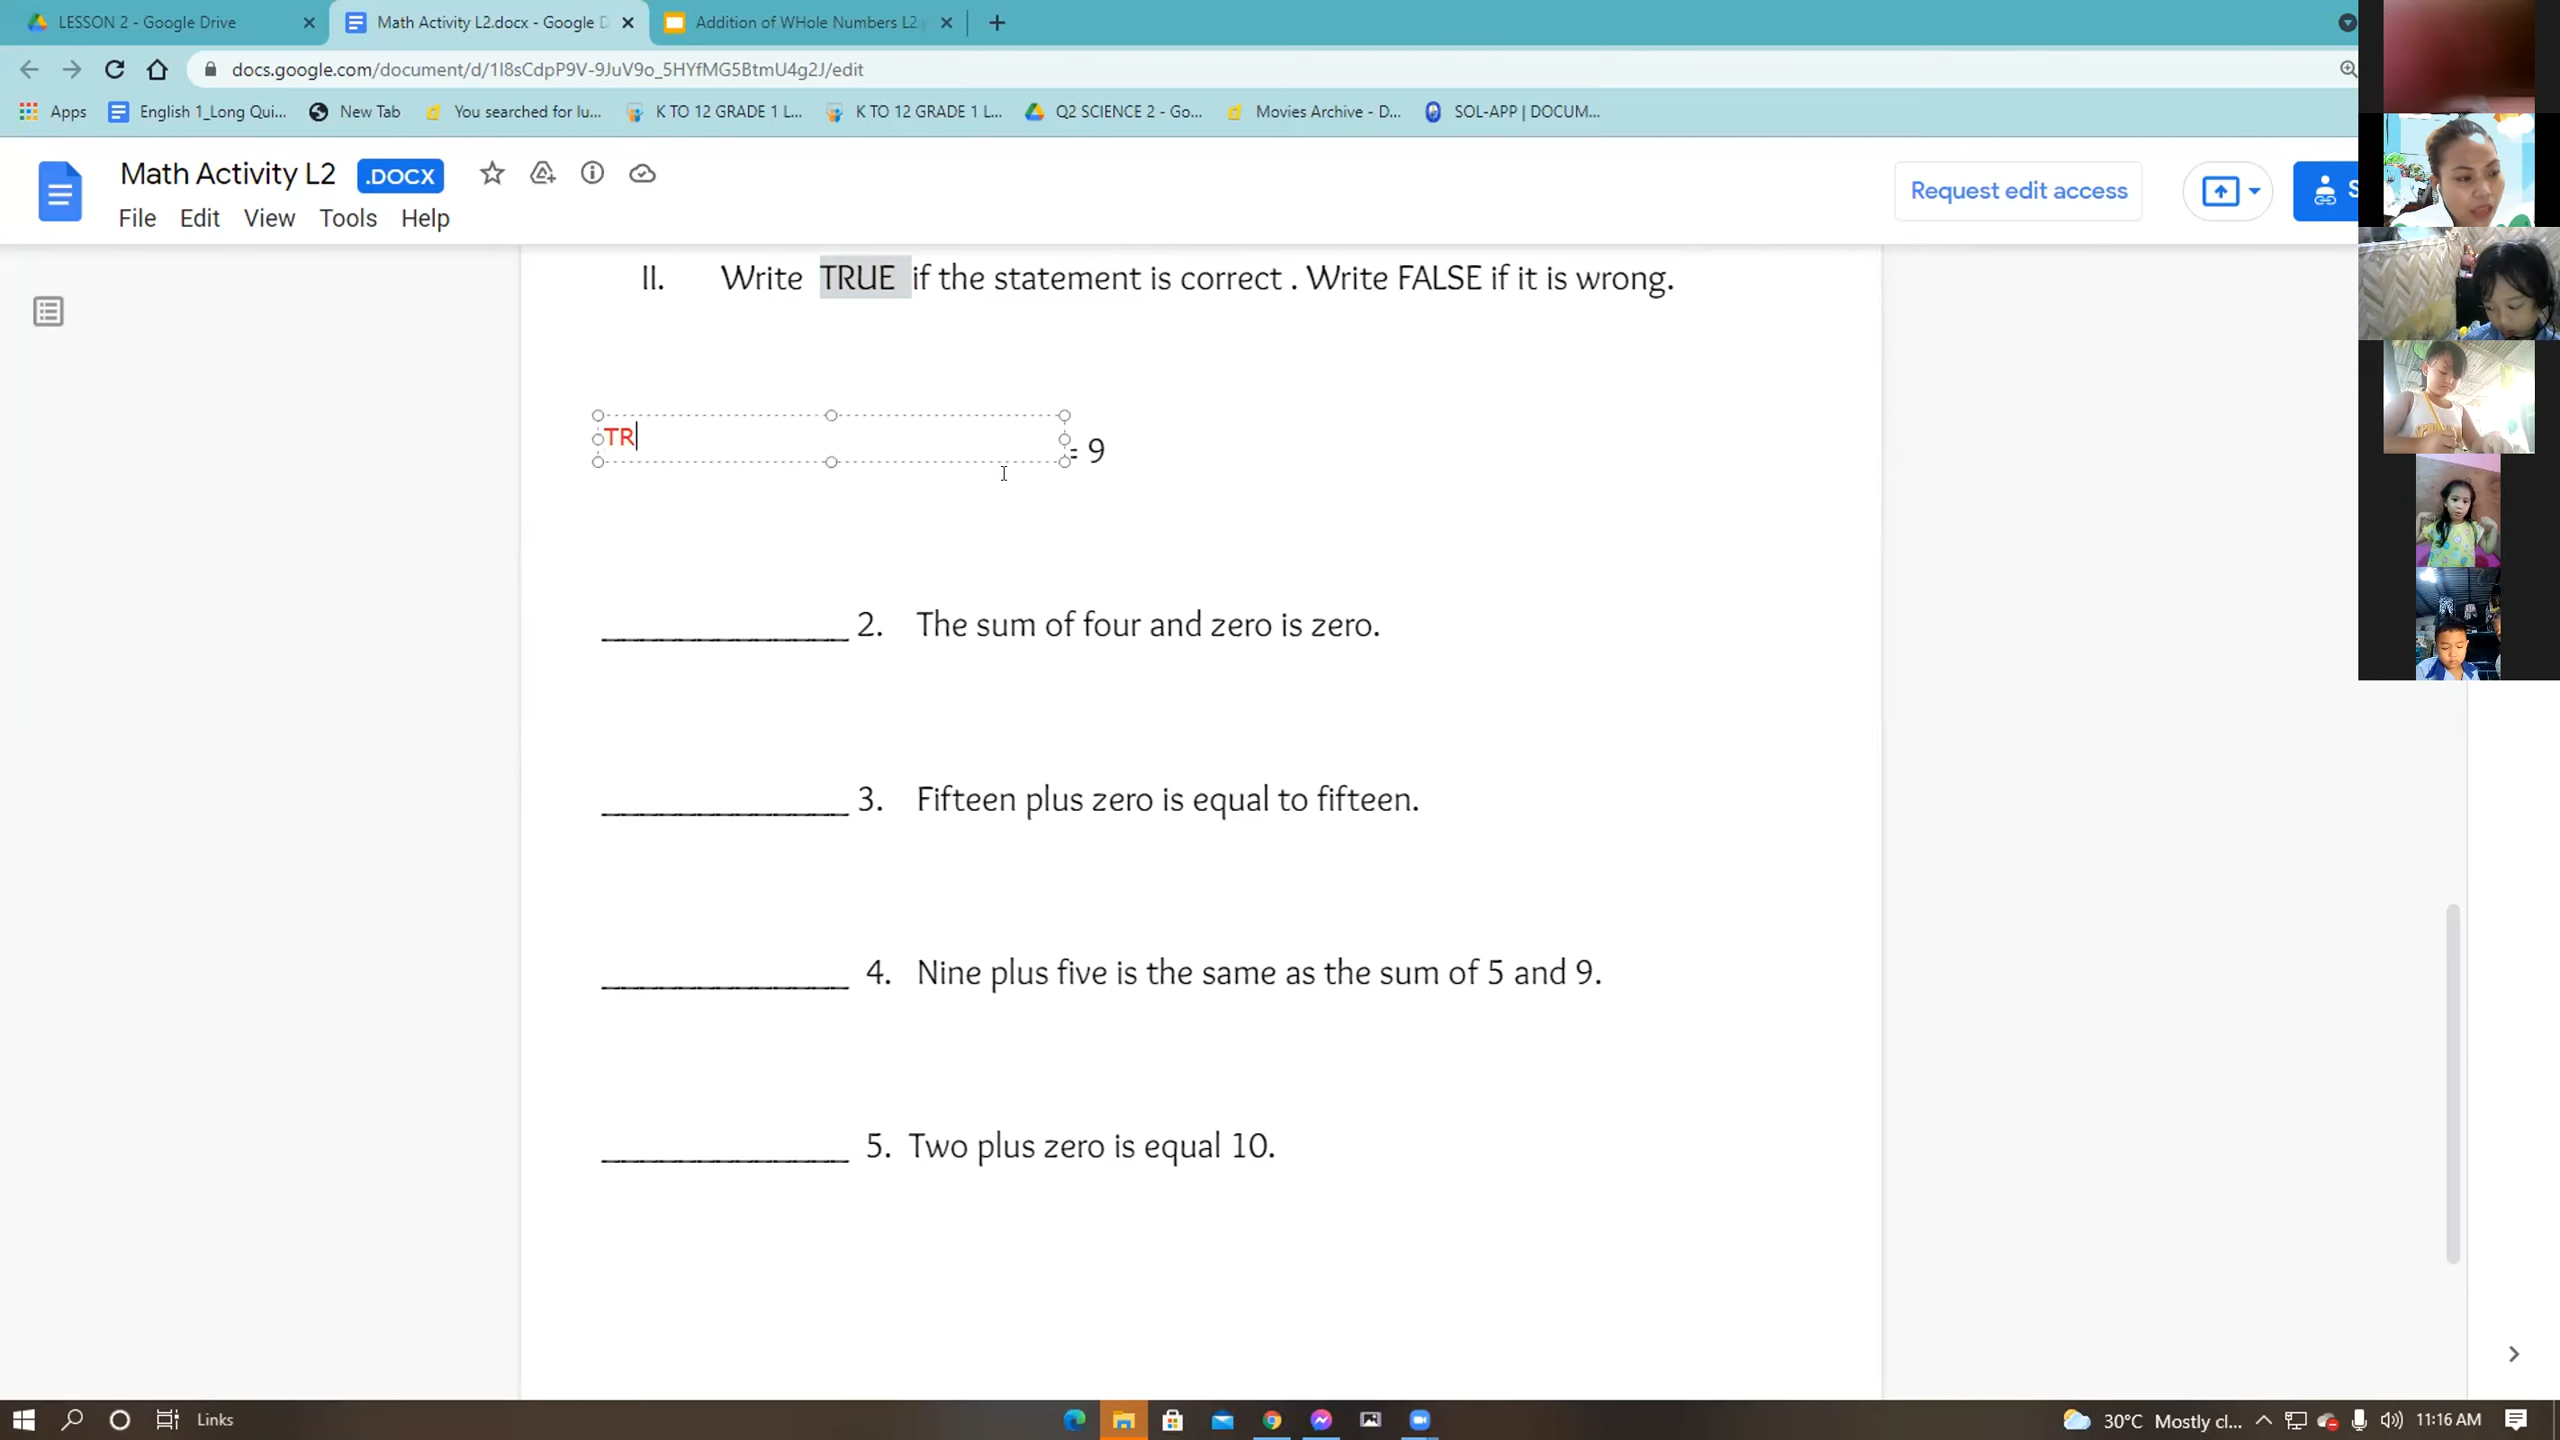 LESSON 2 - Google Drive
Math Activity L2.docx - Google D
Addition of WHole Numbers L2
docs.google.com/document/d/1I8sCdpP9V-9JuV9o_5HYfMG5BtmU4g2J/edit
Apps English 1_Long Qui... New Tab You searched for lu... K TO 12 GRADE 1 L... K TO 12 GRADE 1 L... Q2 SCIENCE 2 - Go... Movies Archive - D... SOL-APP | DOCUM...
Math Activity L2 .DOCX
File Edit View Tools Help
Request edit access
S
II. Write TRUE if the statement is correct . Write FALSE if it is wrong.
TR
= 9
______________ 2. The sum of four and zero is zero.
______________ 3. Fifteen plus zero is equal to fifteen.
______________ 4. Nine plus five is the same as the sum of 5 and 9.
______________ 5. Two plus zero is equal 10.
Links
30°C Mostly cl... 11:16 AM